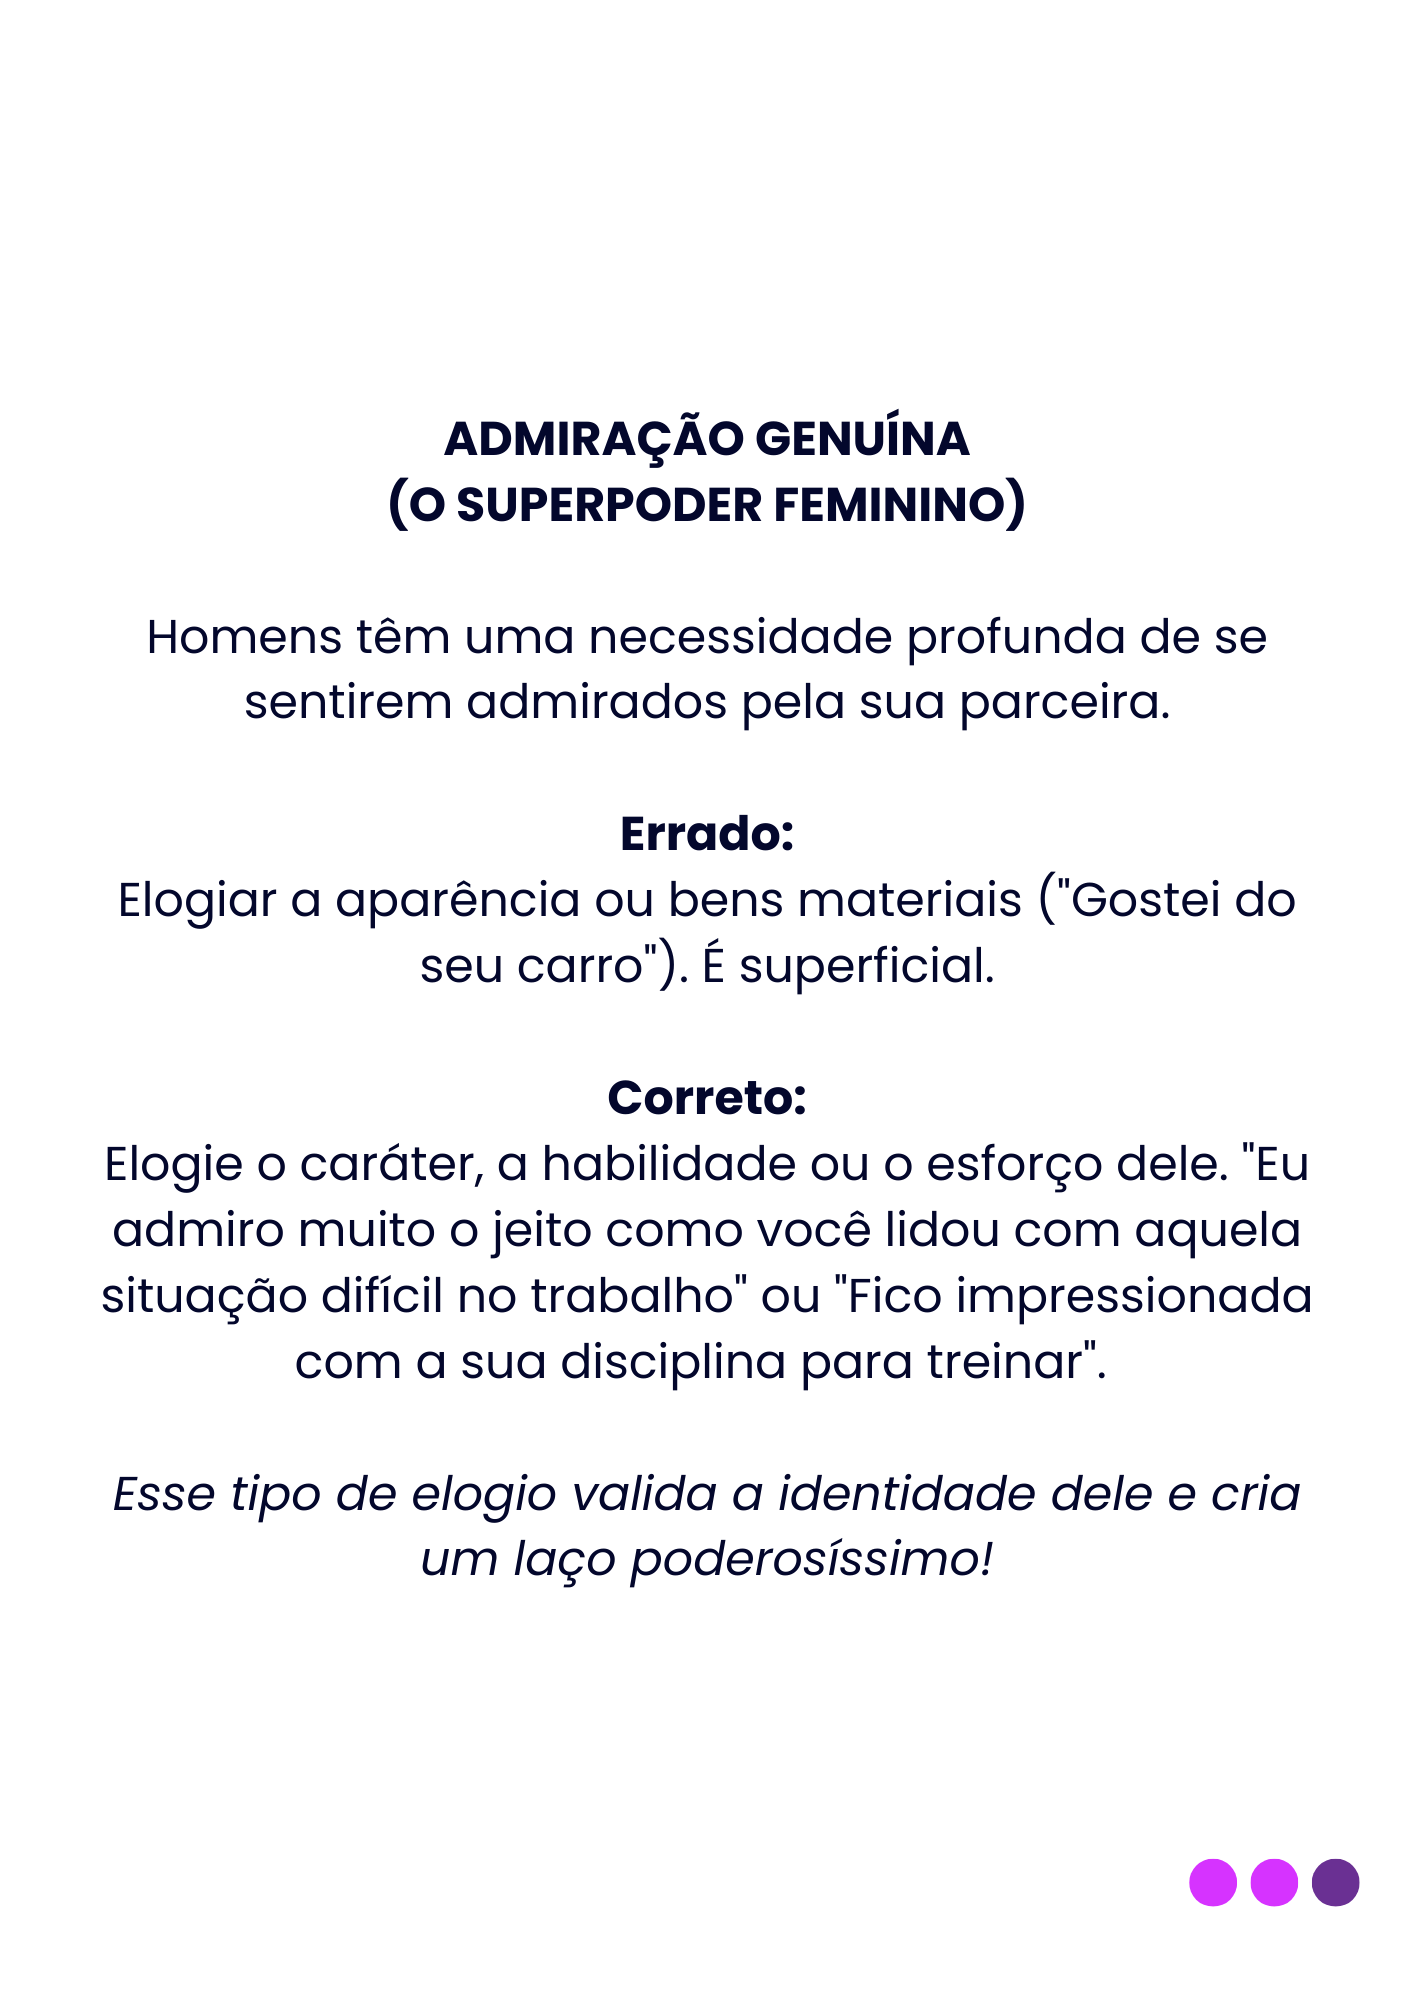 ADMIRAÇÃO GENUÍNA
(O SUPERPODER FEMININO)
Homens têm uma necessidade profunda de se
sentirem admirados pela sua parceira.
Errado:
Elogiar a aparência ou bens materiais ("Gostei do
seu carro"). É superficial.
Correto:
Elogie o caráter, a habilidade ou o esforço dele. "Eu
admiro muito o jeito como você lidou com aquela
situação difícil no trabalho" ou "Fico impressionada
com a sua disciplina para treinar".
Esse tipo de elogio valida a identidade dele e cria
um laço poderosíssimo!